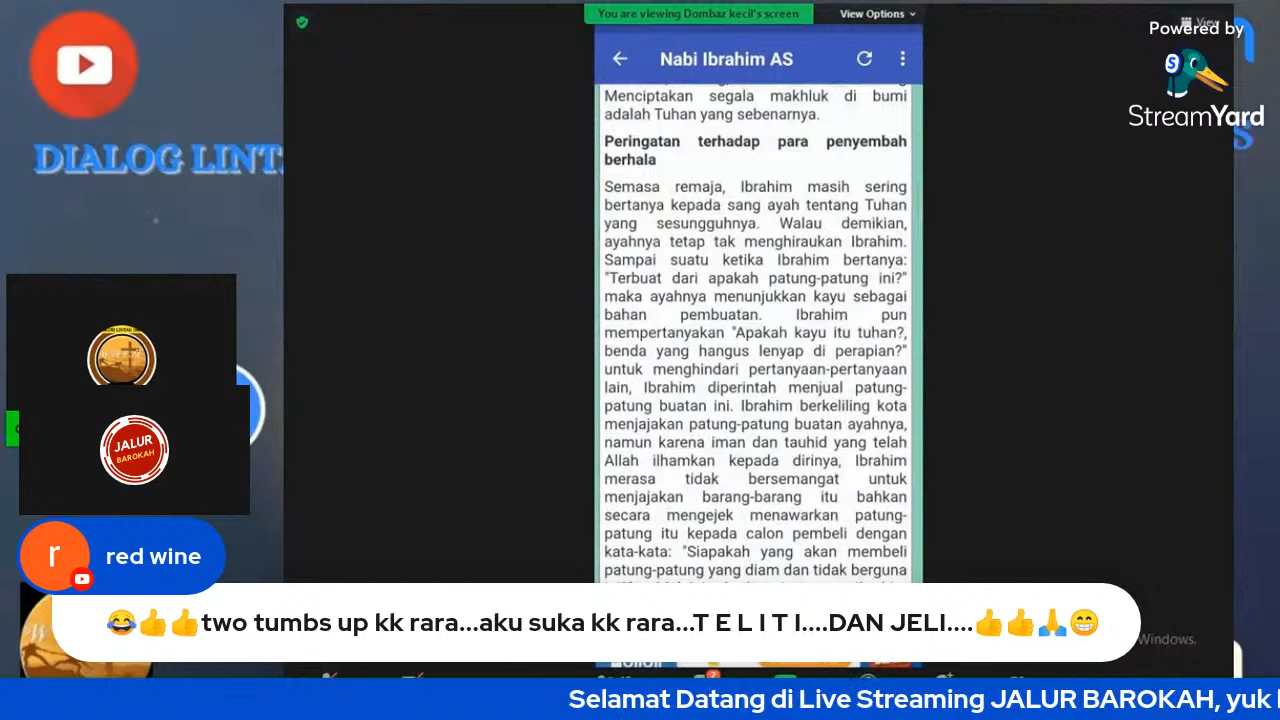 You are viewing Dombaz kecil's screen
View Options
View
Powered by
StreamYard
Nabi Ibrahim AS
DIALOG LINT
Menciptakan segala makhluk di bumi
adalah Tuhan yang sebenarnya.
Peringatan terhadap para penyembah
berhala
Semasa remaja, Ibrahim masih sering
bertanya kepada sang ayah tentang Tuhan
yang sesungguhnya. Walau demikian,
ayahnya tetap tak menghiraukan Ibrahim.
Sampai suatu ketika Ibrahim bertanya:
"Terbuat dari apakah patung-patung ini?"
maka ayahnya menunjukkan kayu sebagai
bahan pembuatan. Ibrahim pun
mempertanyakan "Apakah kayu itu tuhan?,
benda yang hangus lenyap di perapian?"
untuk menghindari pertanyaan-pertanyaan
lain, Ibrahim diperintah menjual patung-
patung buatan ini. Ibrahim berkeliling kota
menjajakan patung-patung buatan ayahnya,
namun karena iman dan tauhid yang telah
Allah ilhamkan kepada dirinya, Ibrahim
merasa tidak bersemangat untuk
menjajakan barang-barang itu bahkan
secara mengejek menawarkan patung-
patung itu kepada calon pembeli dengan
kata-kata: "Siapakah yang akan membeli
patung-patung yang diam dan tidak berguna
JALUR
BAROKAH
r
red wine
😂👍👍two tumbs up kk rara...aku suka kk rara...T E L I T I....DAN JELI....👍👍🙏😁
Windows.
Selamat Datang di Live Streaming JALUR BAROKAH, yuk